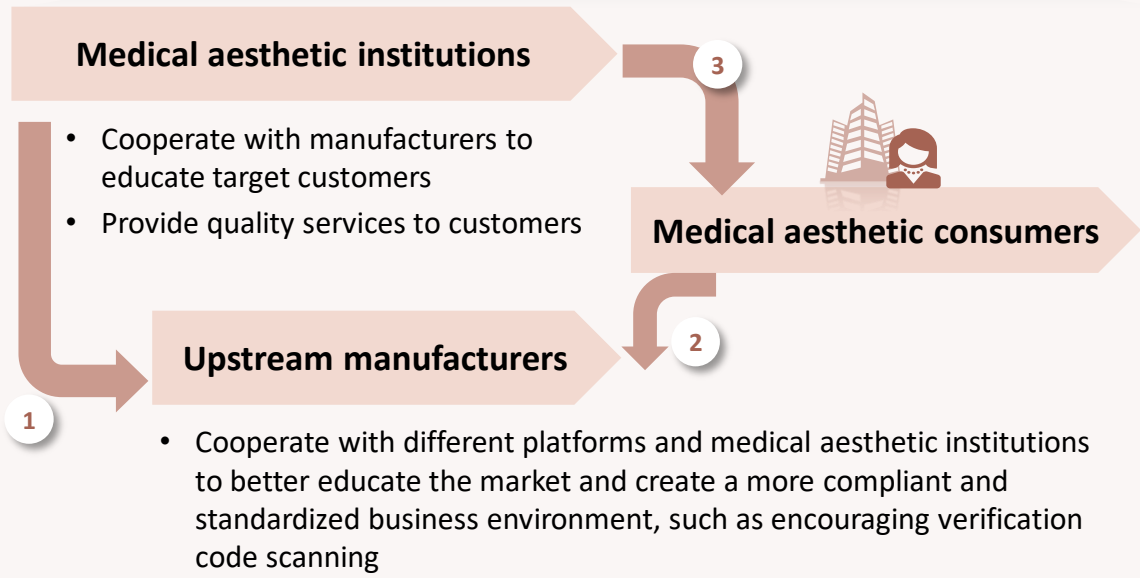 Medical aesthetic institutions
3
• Cooperate with manufacturers to
educate target customers
• Provide quality services to customers
Medical aesthetic consumers
2
Upstream manufacturers
1
• Cooperate with different platforms and medical aesthetic institutions
to better educate the market and create a more compliant and
standardized business environment, such as encouraging verification
code scanning